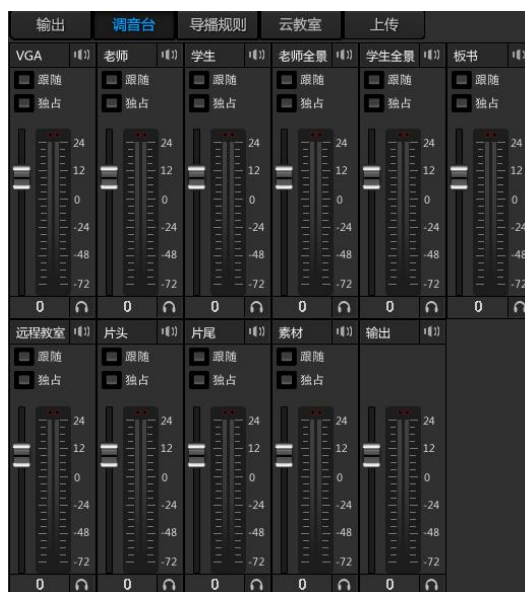 输出 调音台 导播规则 云教室 上传
VGA 老师 学生 老师全景 学生全景 板书
跟随 跟随 跟随 跟随 跟随 跟随
独占 独占 独占 独占 独占 独占
24 24 24 24 24 24
12 12 12 12 12 12
0 0 0 0 0 0
-24 -24 -24 -24 -24 -24
-48 -48 -48 -48 -48 -48
-72 -72 -72 -72 -72 -72
0 0 0 0 0 0
远程教室 片头 片尾 素材 输出
跟随 跟随 跟随 跟随
独占 独占 独占 独占
24 24 24 24 24
12 12 12 12 12
0 0 0 0 0
-24 -24 -24 -24 -24
-48 -48 -48 -48 -48
-72 -72 -72 -72 -72
0 0 0 0 0